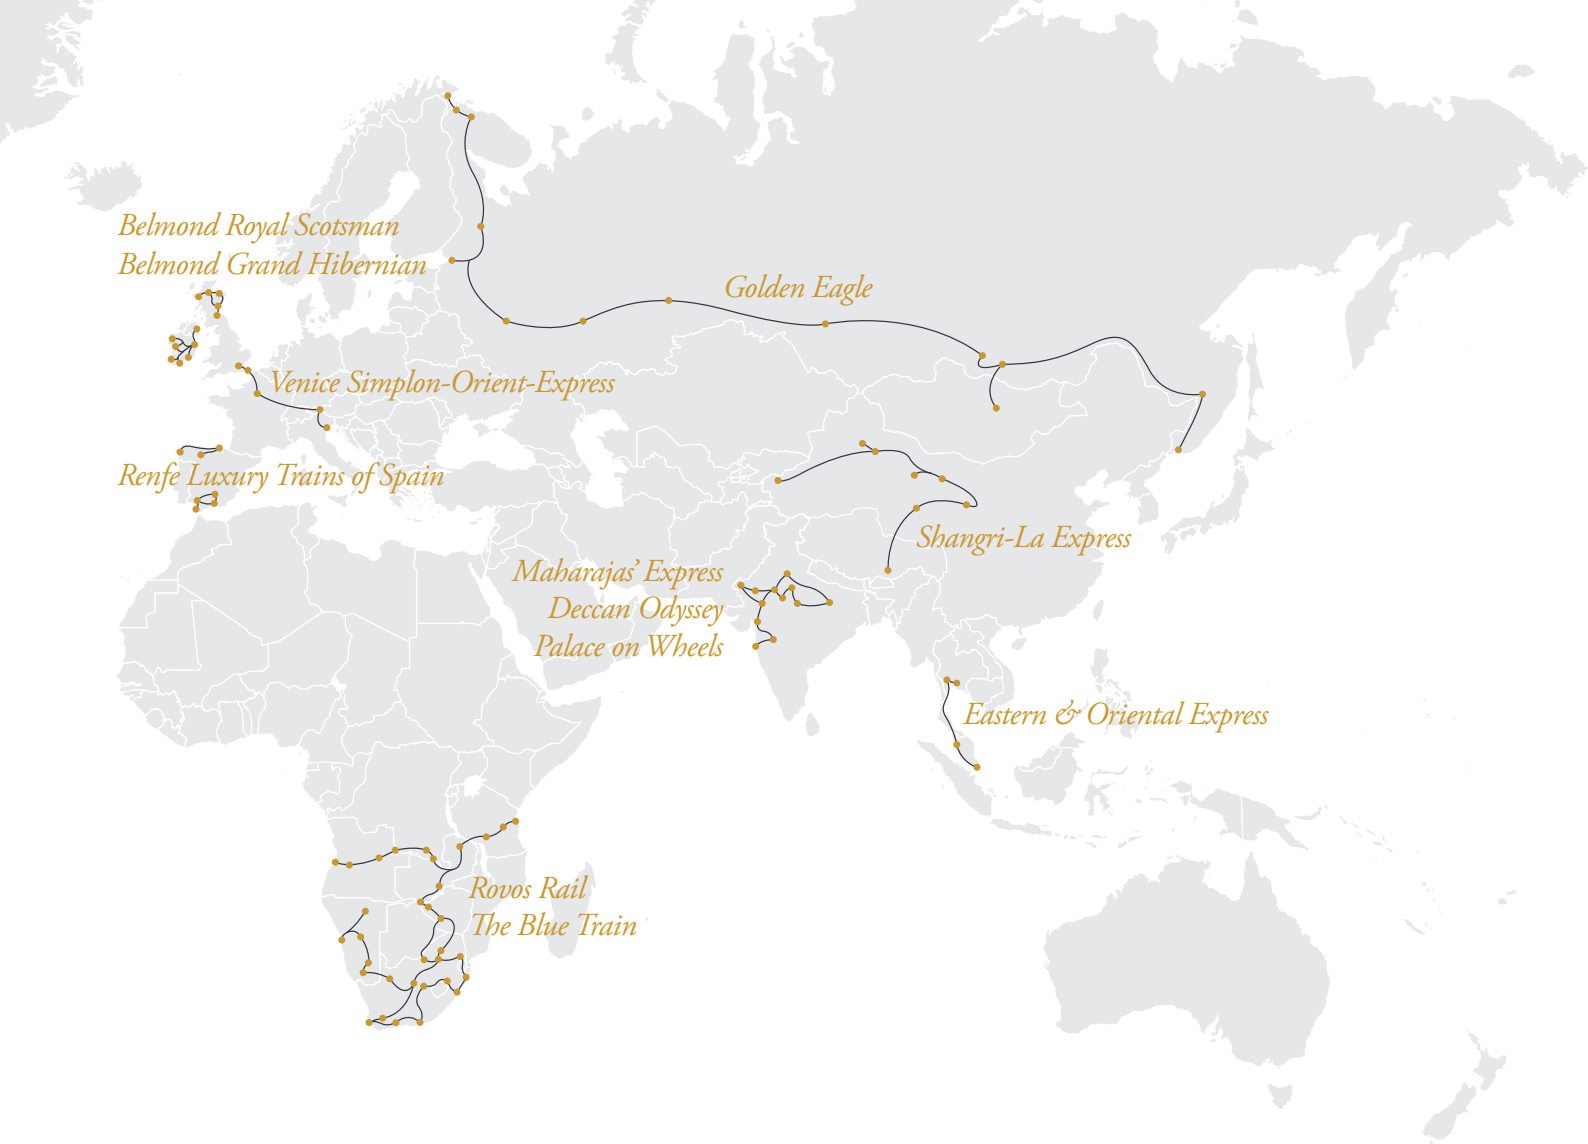 Belmond Royal Scotsman
Belmond Grand Hibernian
Golden Eagle
Venice Simplon-Orient-Express
Renfe Luxury Trains of Spain
Shangri-La Express
Maharajas’ Express
Deccan Odyssey
Palace on Wheels
Eastern & Oriental Express
Rovos Rail
The Blue Train